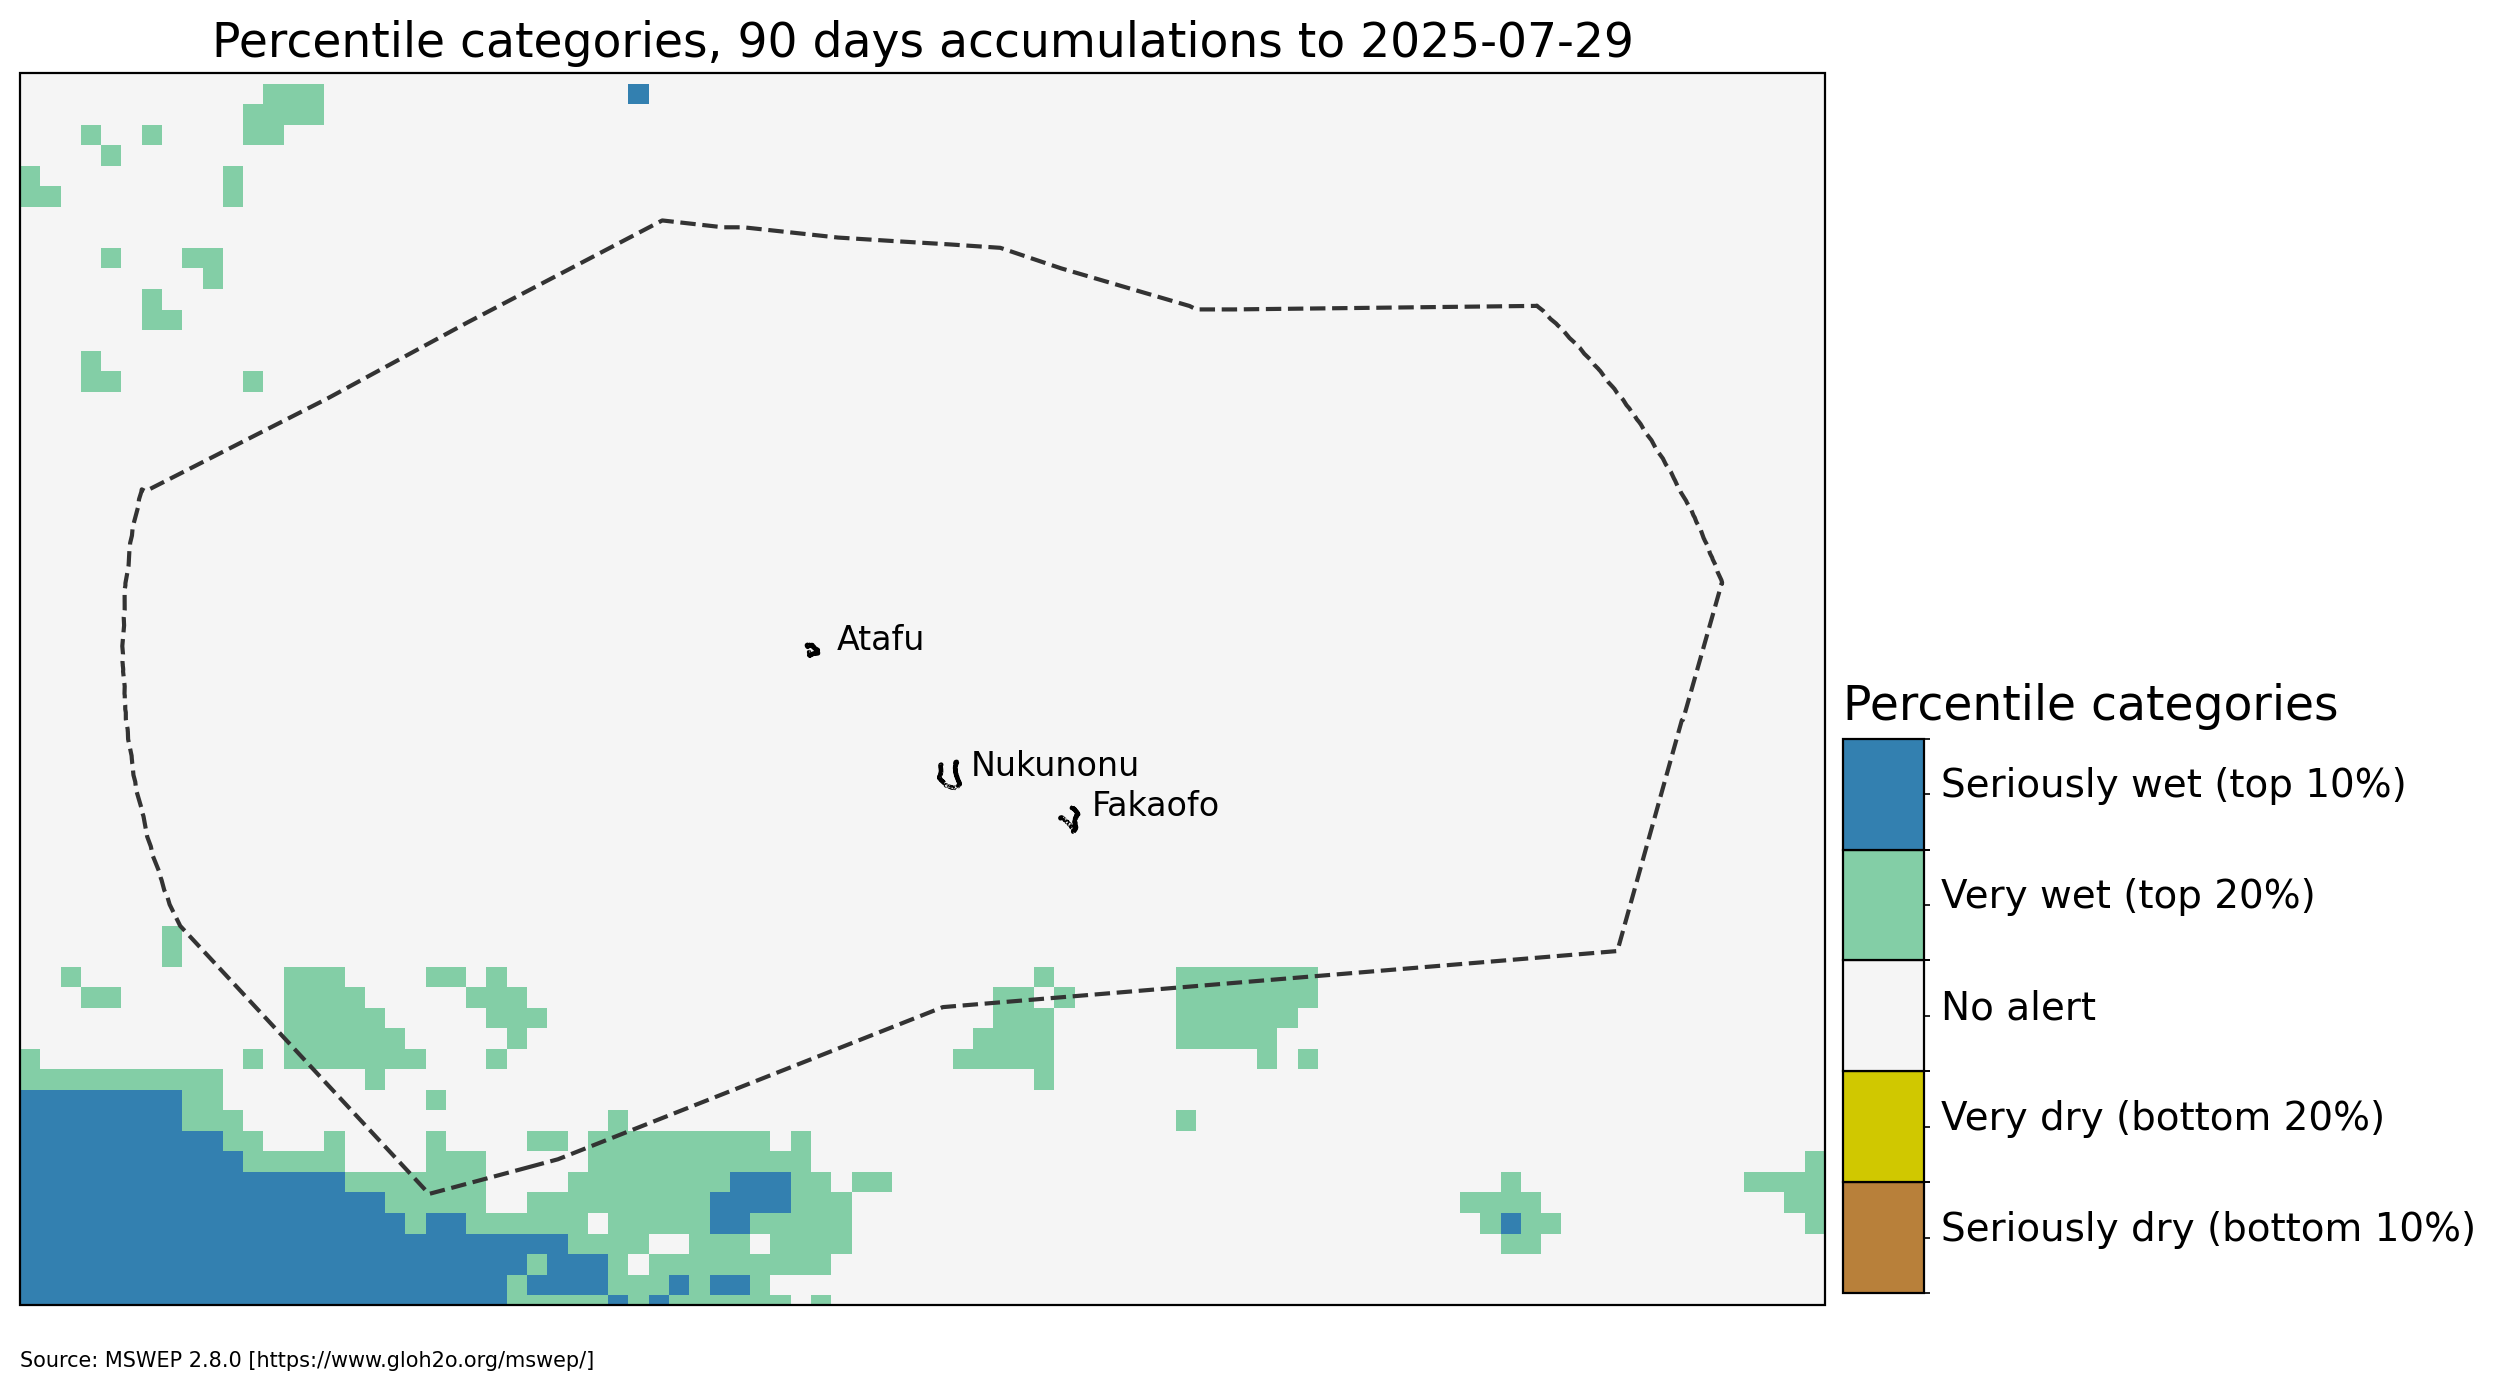 Percentile categories, 90 days accumulations to 2025-07-29
Atafu
Nukunonu
Fakaofo
Percentile categories
Seriously wet (top 10%)
Very wet (top 20%)
No alert
Very dry (bottom 20%)
Seriously dry (bottom 10%)
Source: MSWEP 2.8.0 [https://www.gloh2o.org/mswep/]